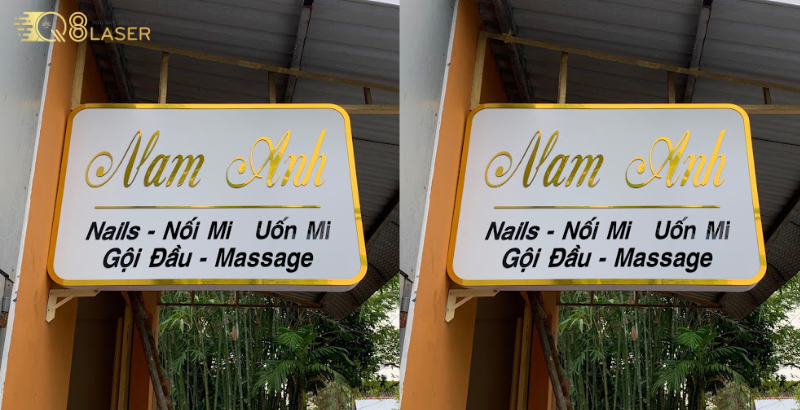 Q8LASER
Nam Anh
Nails - Nối Mi Uốn Mi
Gội Đầu - Massage
Nam Anh
Nails - Nối Mi Uốn Mi
Gội Đầu - Massage